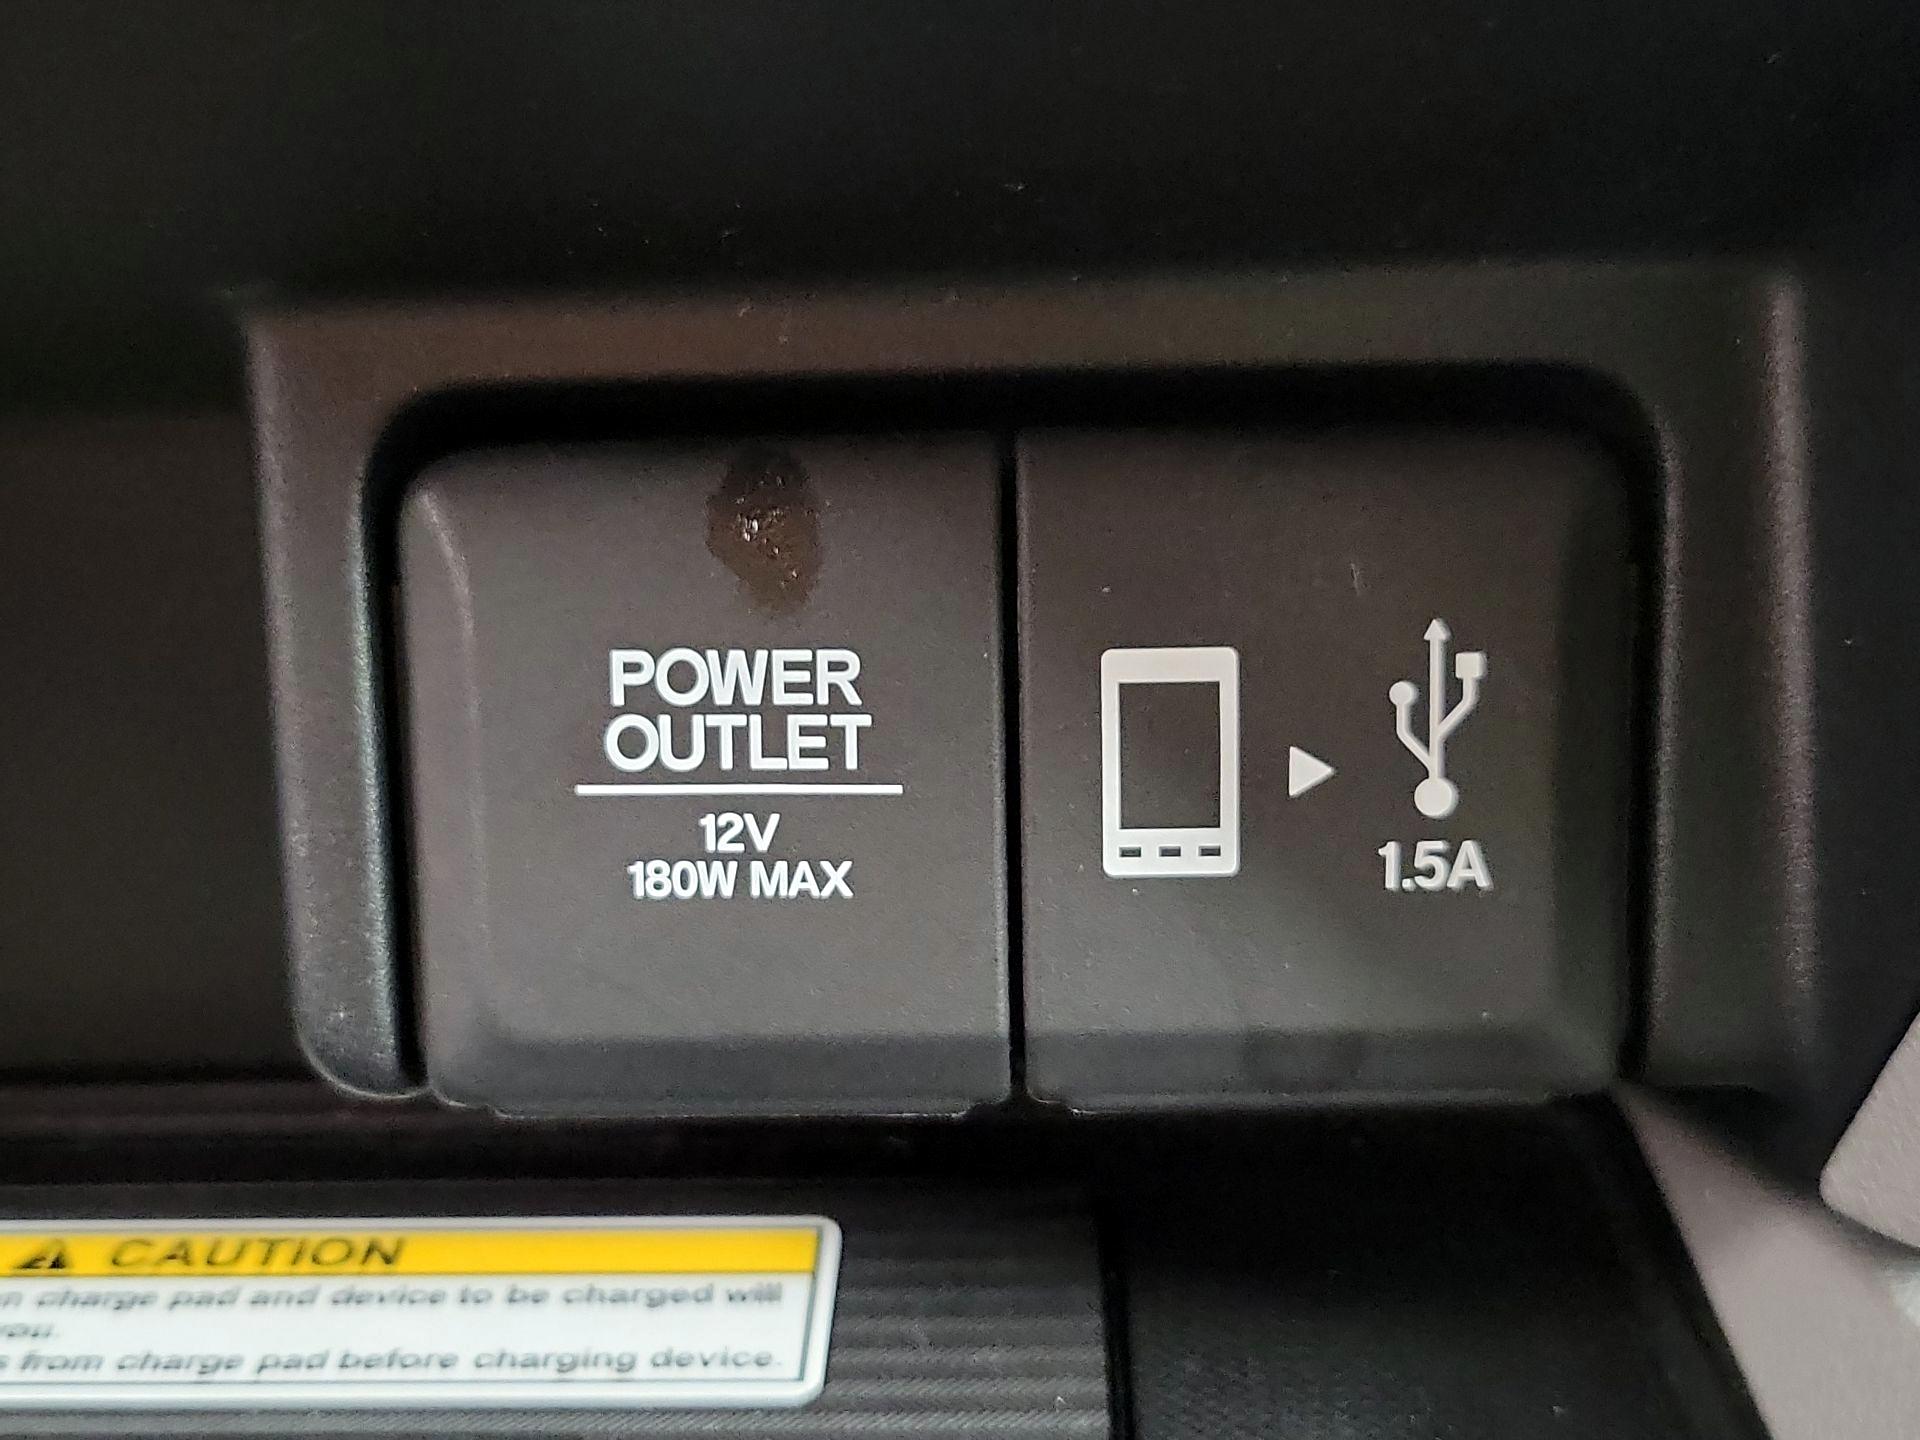 POWER
OUTLET
12V
180W MAX
1.5A
CAUTION
charge pad and device to be charged will
you.
from charge pad before charging device.